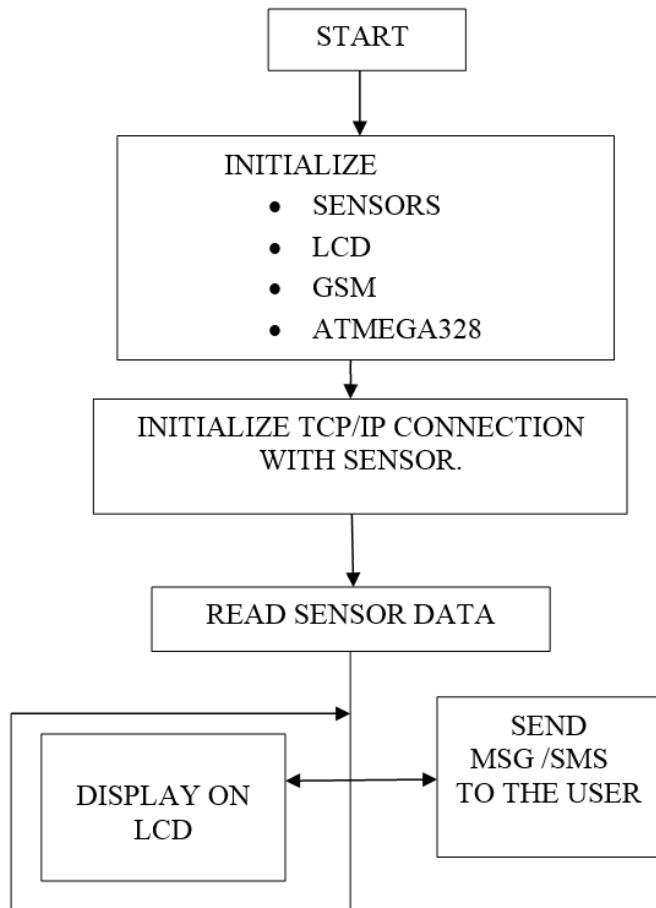 START
INITIALIZE
• SENSORS
• LCD
• GSM
• ATMEGA328
INITIALIZE TCP/IP CONNECTION
WITH SENSOR.
READ SENSOR DATA
DISPLAY ON
LCD
SEND
MSG /SMS
TO THE USER